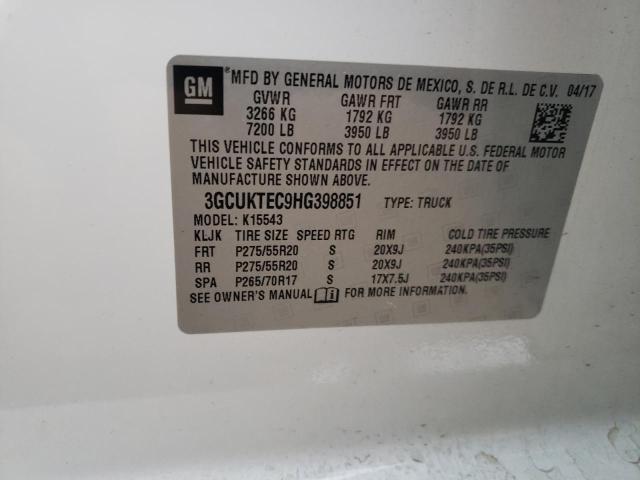 GM ® MFD BY GENERAL MOTORS DE MEXICO, S. DE R.L. DE C.V. 04/17
GVWR GAWR FRT GAWR RR
3266 KG 1792 KG 1792 KG
7200 LB 3950 LB 3950 LB
THIS VEHICLE CONFORMS TO ALL APPLICABLE U.S. FEDERAL MOTOR
VEHICLE SAFETY STANDARDS IN EFFECT ON THE DATE OF
MANUFACTURE SHOWN ABOVE.
3GCUKTEC9HG398851 TYPE: TRUCK
MODEL: K15543
KLJK TIRE SIZE SPEED RTG RIM COLD TIRE PRESSURE
FRT P275/55R20 S 20X9J 240KPA(35PSI)
RR P275/55R20 S 20X9J 240KPA(35PSI)
SPA P265/70R17 S 17X7.5J 240KPA(35PSI)
SEE OWNER'S MANUAL FOR MORE INFORMATION.